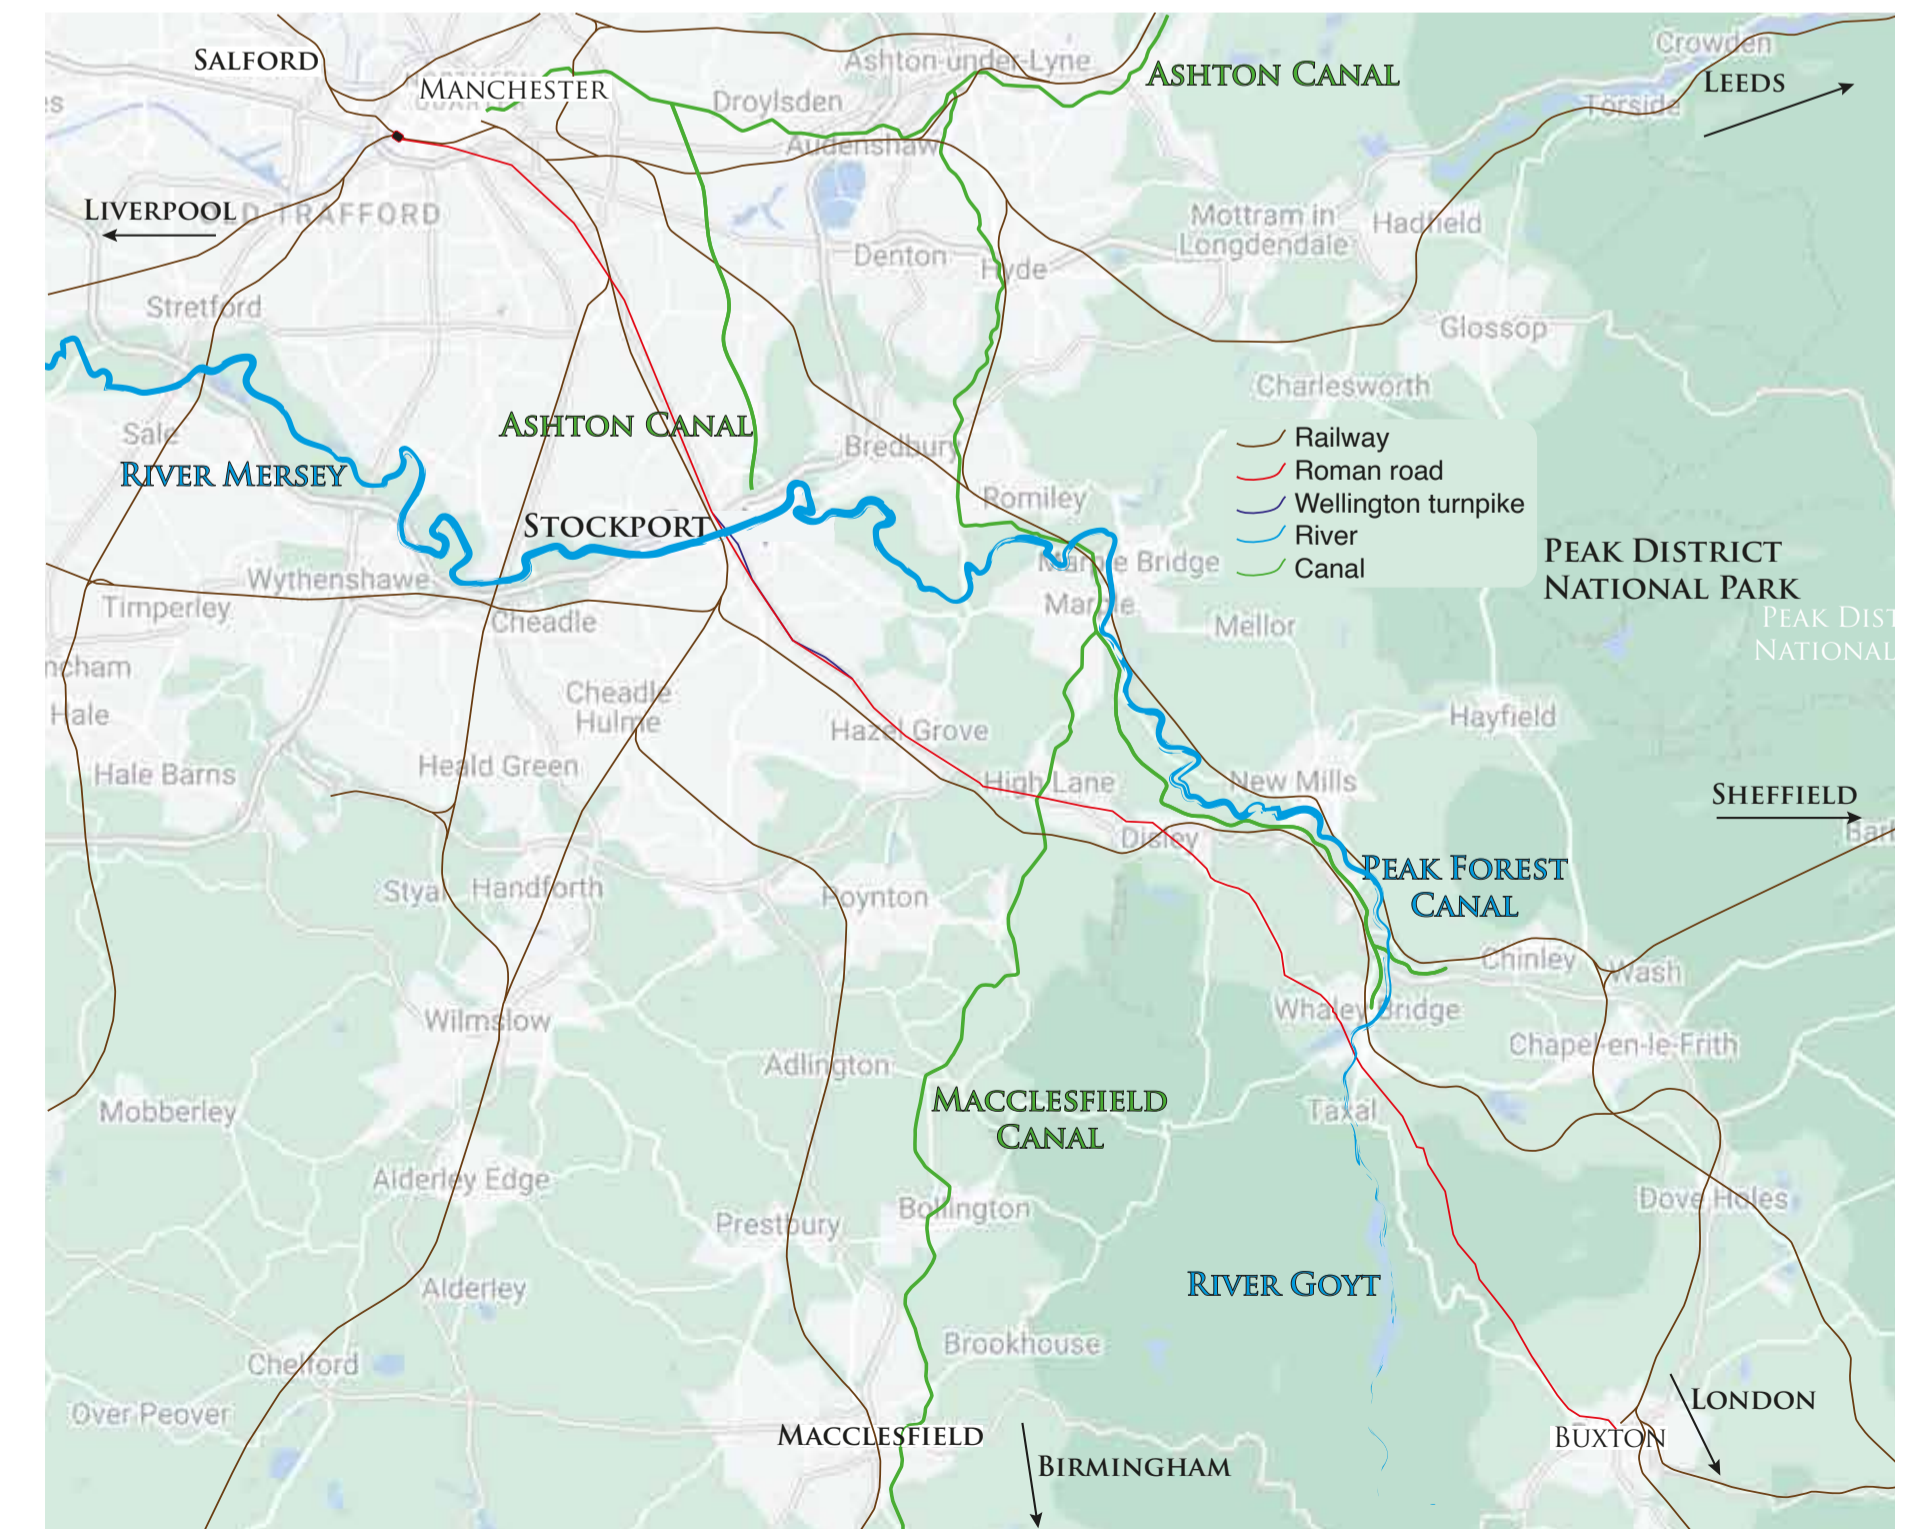 Crowden
SALFORD
Ashton-under-Lyne
ASHTON CANAL
LEEDS
MANCHESTER
Droylsden
Torside
Audenshaw
LIVERPOOL
OLD TRAFFORD
Mottram in
Longdendale
Hadfield
Denton
Hyde
Stretford
Glossop
Charlesworth
ASHTON CANAL
Sale
Bredbury
Railway
Roman road
Wellington turnpike
River
Canal
RIVER MERSEY
STOCKPORT
Romiley
PEAK DISTRICT
NATIONAL PARK
Marple Bridge
Wythenshawe
Timperley
Cheadle
Marple
Mellor
PEAK DIST
NATIONAL
ncham
Hale
Cheadle
Hulme
Hazel Grove
Hayfield
Hale Barns
Heald Green
High Lane
New Mills
SHEFFIELD
Disley
PEAK FOREST
CANAL
Styal
Handforth
Poynton
Chinley
Wash
Whaley Bridge
Wilmslow
Chapel-en-le-Frith
Adlington
MACCLESFIELD
CANAL
Mobberley
Taxal
Alderley Edge
Bollington
Dove Holes
Prestbury
RIVER GOYT
Alderley
Brookhouse
Chelford
LONDON
Over Peover
MACCLESFIELD
BUXTON
BIRMINGHAM